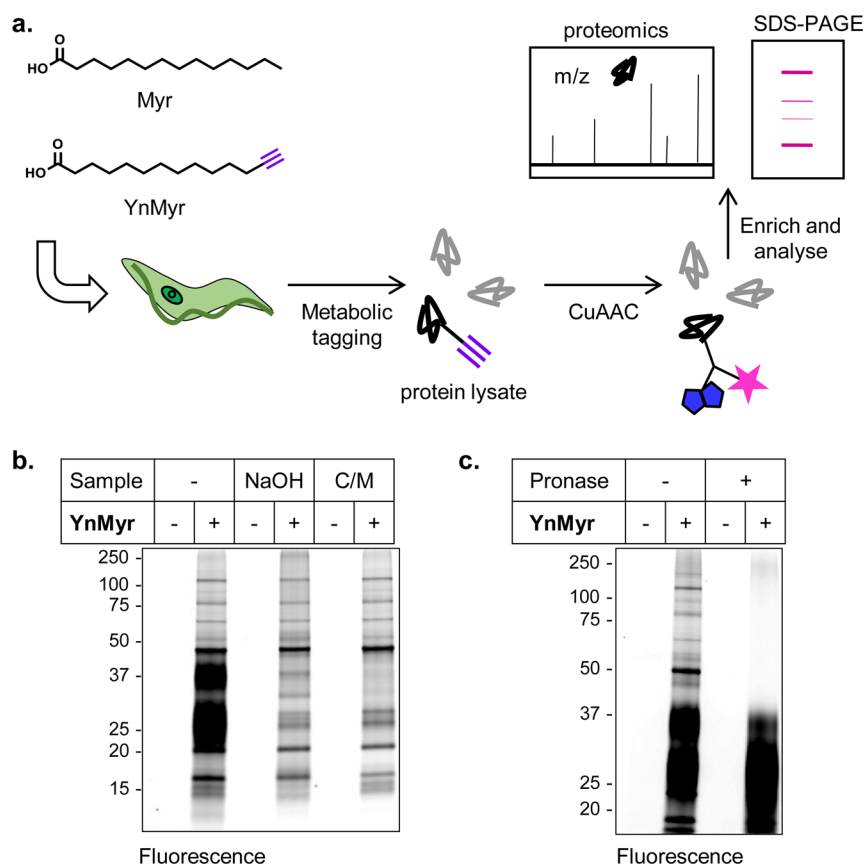 a.
O
HO
Myr
O
HO
YnMyr
Metabolic
tagging
protein lysate
CuAAC
Enrich and
analyse
proteomics
m/z
SDS-PAGE
b.
Sample - NaOH C/M
YnMyr - + - + - +
250 -
100 -
75 -
50 -
37 -
25 -
20 -
15 -
Fluorescence
c.
Pronase - +
YnMyr - + - +
250 -
100 -
75 -
50 -
37 -
25 -
20 -
Fluorescence